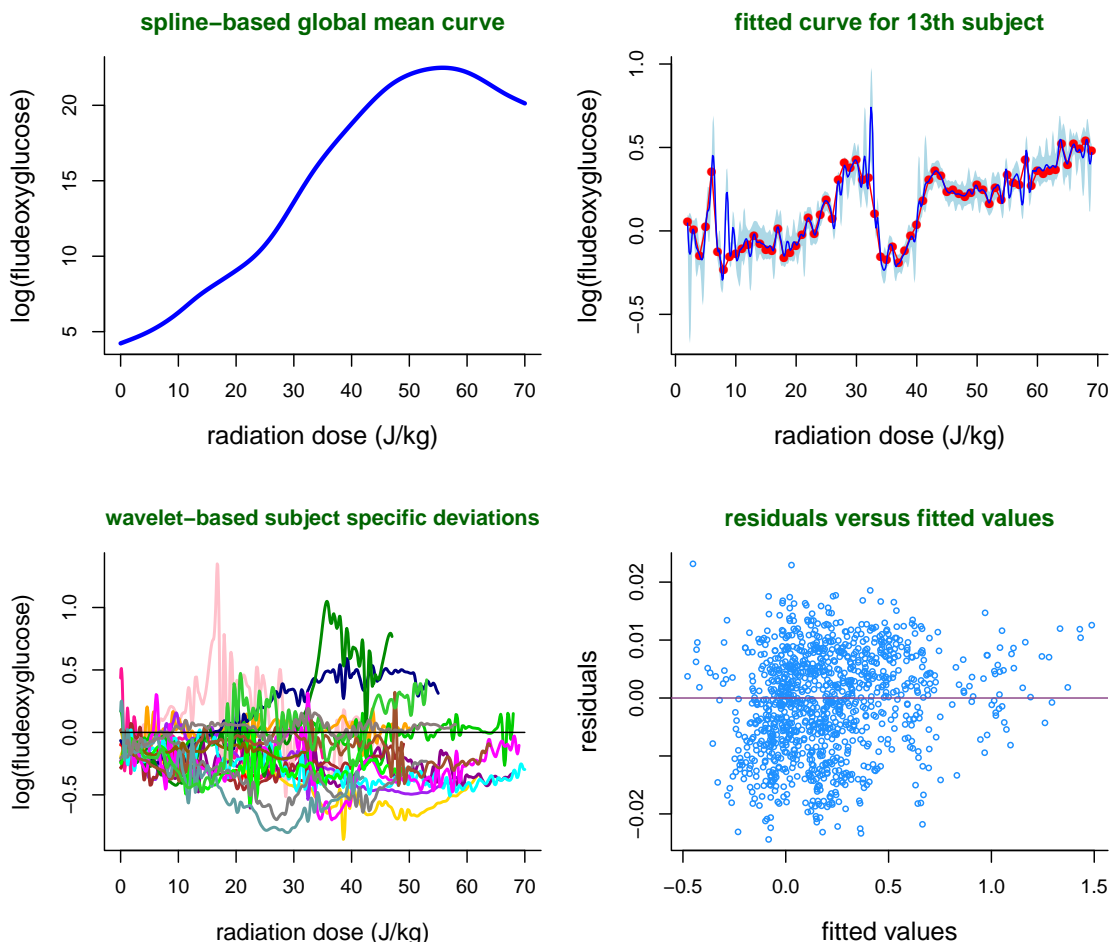 spline−based global mean curve
log(fludeoxyglucose)
5 10 15 20
0 10 20 30 40 50 60 70
radiation dose (J/kg)
fitted curve for 13th subject
log(fludeoxyglucose)
−0.5 0.0 0.5 1.0
0 10 20 30 40 50 60 70
radiation dose (J/kg)
wavelet−based subject specific deviations
log(fludeoxyglucose)
−0.5 0.0 0.5 1.0
0 10 20 30 40 50 60 70
radiation dose (J/kg)
residuals versus fitted values
residuals
−0.02 0.00 0.01 0.02
−0.5 0.0 0.5 1.0 1.5
fitted values